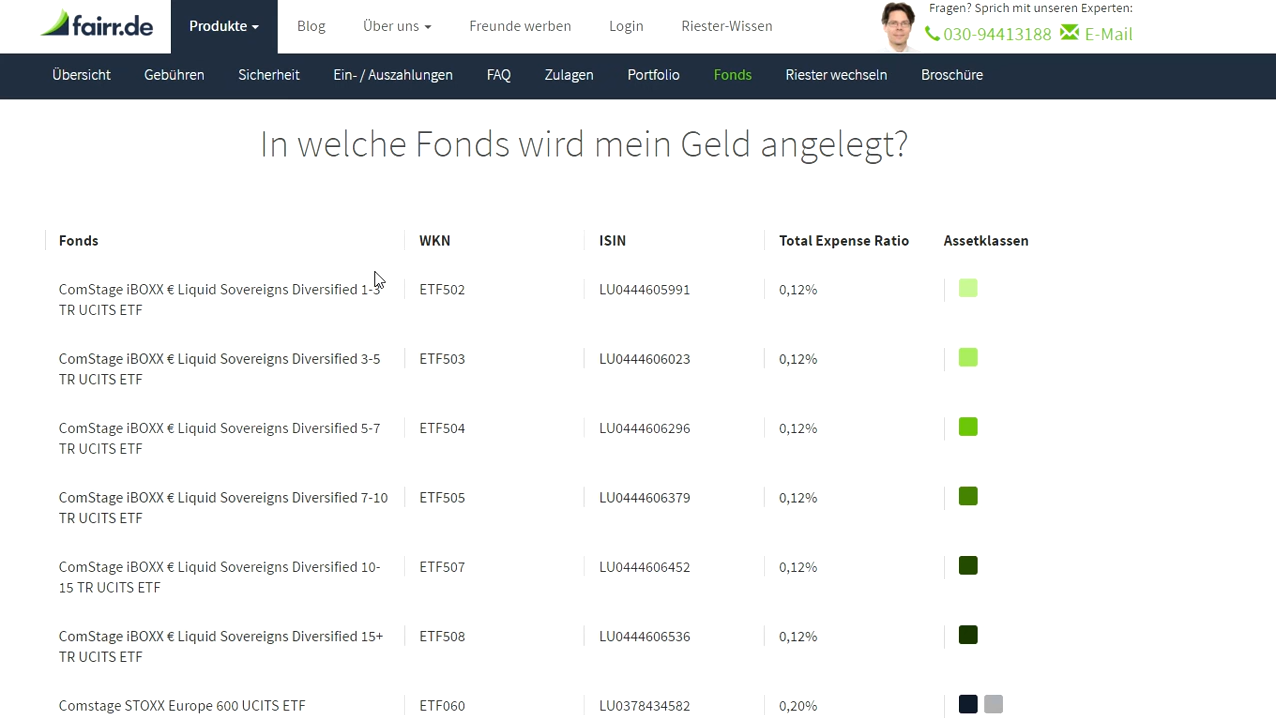 fairr.de
Produkte
Blog
Über uns
Freunde werben
Login
Riester-Wissen
Fragen? Sprich mit unseren Experten:
030-94413188 E-Mail
Übersicht
Gebühren
Sicherheit
Ein- / Auszahlungen
FAQ
Zulagen
Portfolio
Fonds
Riester wechseln
Broschüre
In welche Fonds wird mein Geld angelegt?
Fonds WKN ISIN Total Expense Ratio Assetklassen
ComStage iBOXX € Liquid Sovereigns Diversified 1-3 ETF502 LU0444605991 0,12%
TR UCITS ETF
ComStage iBOXX € Liquid Sovereigns Diversified 3-5 ETF503 LU0444606023 0,12%
TR UCITS ETF
ComStage iBOXX € Liquid Sovereigns Diversified 5-7 ETF504 LU0444606296 0,12%
TR UCITS ETF
ComStage iBOXX € Liquid Sovereigns Diversified 7-10 ETF505 LU0444606379 0,12%
TR UCITS ETF
ComStage iBOXX € Liquid Sovereigns Diversified 10- ETF507 LU0444606452 0,12%
15 TR UCITS ETF
ComStage iBOXX € Liquid Sovereigns Diversified 15+ ETF508 LU0444606536 0,12%
TR UCITS ETF
Comstage STOXX Europe 600 UCITS ETF ETF060 LU0378434582 0,20%